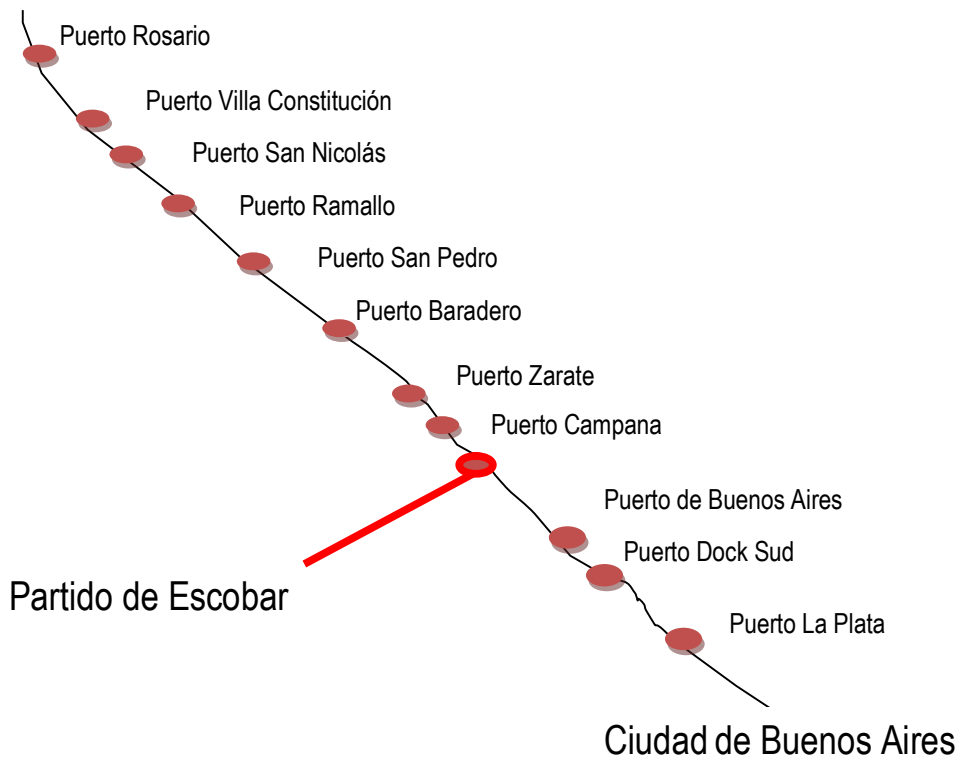 Puerto Rosario
Puerto Villa Constitución
Puerto San Nicolás
Puerto Ramallo
Puerto San Pedro
Puerto Baradero
Puerto Zarate
Puerto Campana
Puerto de Buenos Aires
Puerto Dock Sud
Partido de Escobar
Puerto La Plata
Ciudad de Buenos Aires